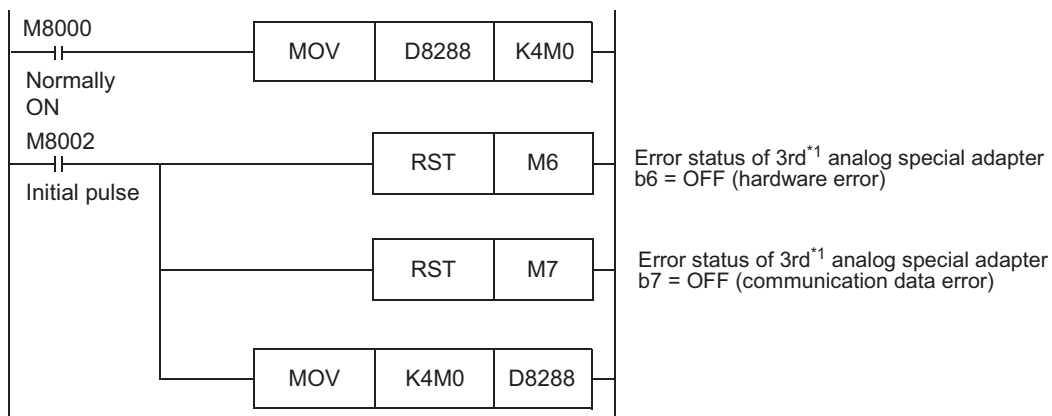 M8000
MOV D8288 K4M0
Normally
ON
M8002
RST M6
Error status of 3rd*1 analog special adapter
b6 = OFF (hardware error)
Initial pulse
RST M7
Error status of 3rd*1 analog special adapter
b7 = OFF (communication data error)
MOV K4M0 D8288